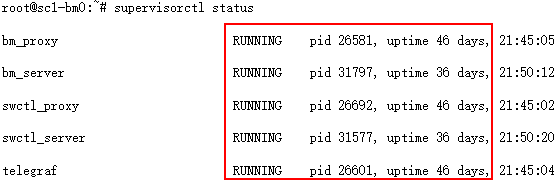 root@scl-bm0:~# supervisorctl status
bm_proxy RUNNING pid 26581, uptime 46 days, 21:45:05
bm_server RUNNING pid 31797, uptime 36 days, 21:50:12
swctl_proxy RUNNING pid 26692, uptime 46 days, 21:45:02
swctl_server RUNNING pid 31577, uptime 36 days, 21:50:20
telegraf RUNNING pid 26601, uptime 46 days, 21:45:04